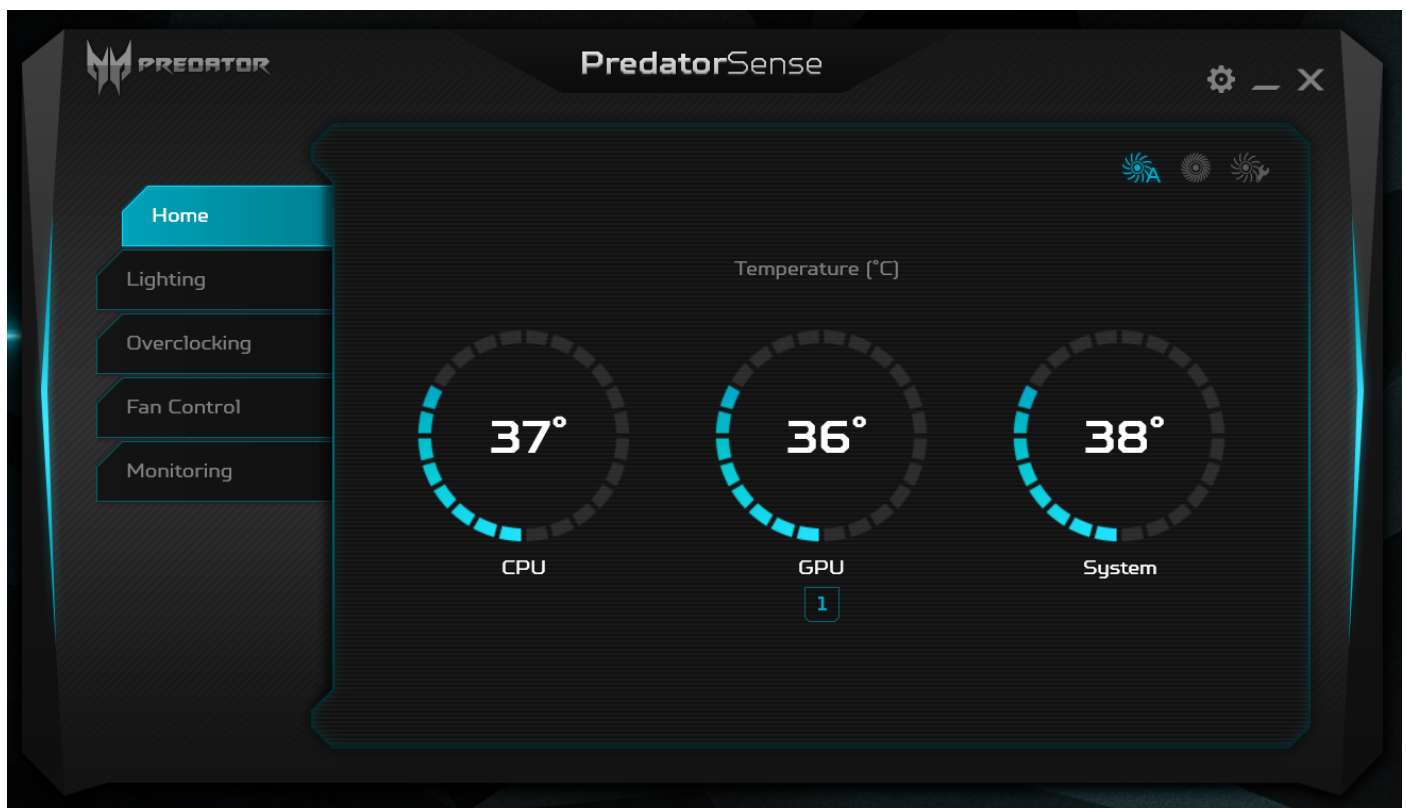 PREDATOR
PredatorSense
A
Home
Lighting
Overclocking
Fan Control
Monitoring
Temperature (°C)
37° 36° 38°
CPU GPU System
1